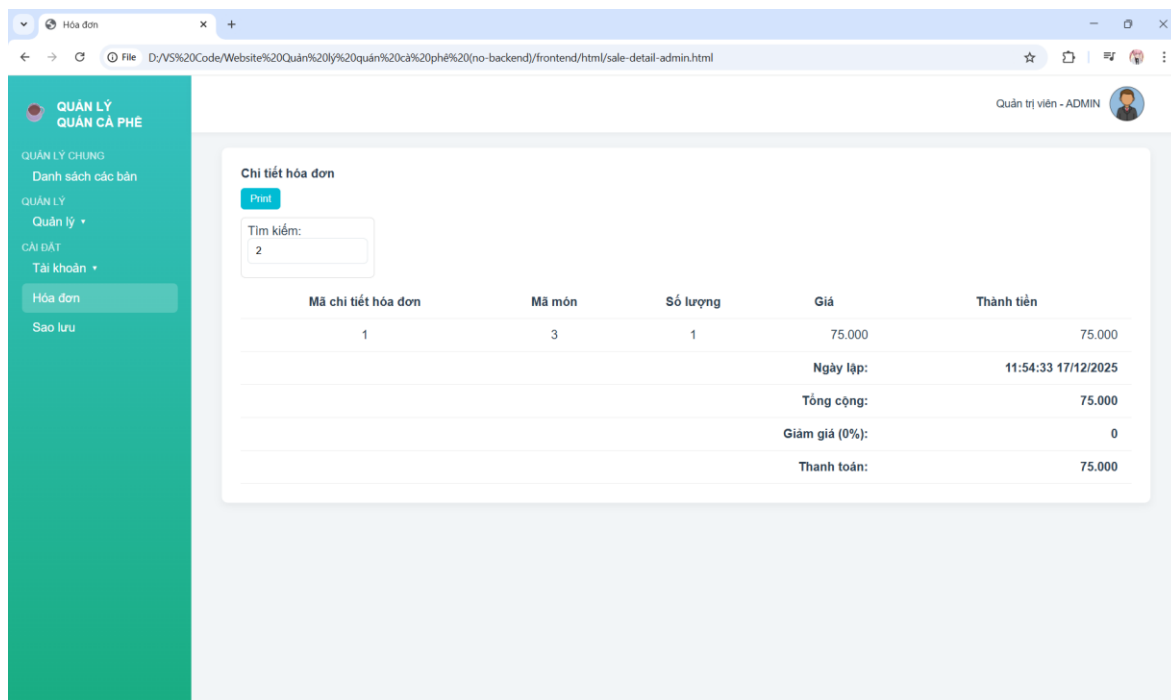 Hóa đơn
File D:/VS%20Code/Website%20Quản%20lý%20quán%20cà%20phê%20(no-backend)/frontend/html/sale-detail-admin.html
QUẢN LÝ
QUÁN CÀ PHÊ
Quản trị viên - ADMIN
QUẢN LÝ CHUNG
Danh sách các bàn
QUẢN LÝ
Quản lý
CÀI ĐẶT
Tài khoản
Hóa đơn
Sao lưu
Chi tiết hóa đơn
Print
Tìm kiếm:
2
Mã chi tiết hóa đơn Mã món Số lượng Giá Thành tiền
1 3 1 75.000 75.000
Ngày lập: 11:54:33 17/12/2025
Tổng cộng: 75.000
Giảm giá (0%): 0
Thanh toán: 75.000